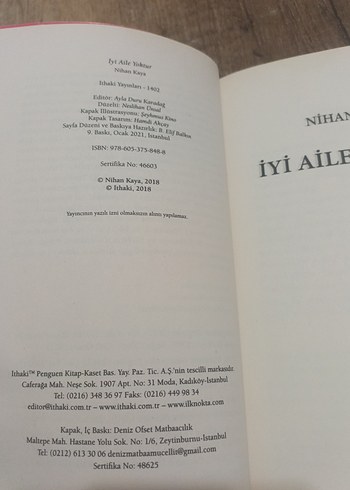 İyi Aile Yoktur
Nihan Kaya
İthaki Yayınları - 1402
Editör: Ayla Duru Karadağ
Düzelti: Neslihan Ünsal
Kapak İllüstrasyonu: Şeyhmus Kino
Kapak Tasarım: Hamdi Akçay
Sayfa Düzeni ve Baskıya Hazırlık: B. Elif Balkın
9. Baskı, Ocak 2021, İstanbul
ISBN: 978-605-375-848-8
Sertifika No: 46603
© Nihan Kaya, 2018
© İthaki, 2018
Yayıncının yazılı izni olmaksızın alıntı yapılamaz.
İthaki™ Penguen Kitap-Kaset Bas. Yay. Paz. Tic. A.Ş.'nin tescilli markasıdır.
Caferağa Mah. Neşe Sok. 1907 Apt. No: 31 Moda, Kadıköy-İstanbul
Tel: (0216) 348 36 97 Faks: (0216) 449 98 34
editor@ithaki.com.tr – www.ithaki.com.tr – www.ilknokta.com
Kapak, İç Baskı: Deniz Ofset Matbaacılık
Maltepe Mah. Hastane Yolu Sok. No: 1/6, Zeytinburnu-İstanbul
Tel: (0212) 613 30 06 denizmatbaamucellit@gmail.com
Sertifika No: 48625
NİHAN
İYİ AİLE